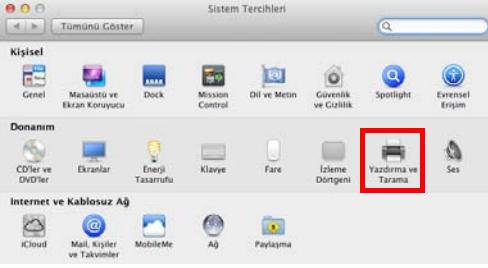 Sistem Tercihleri
Tümünü Göster
Kişisel
Genel
Masaüstü ve
Ekran Koruyucu
Dock
Mission
Control
Dil ve Metin
Güvenlik
ve Gizlilik
Spotlight
Evrensel
Erişim
Donanım
CD'ler ve
DVD'ler
Ekranlar
Enerji
Tasarrufu
Klavye
Fare
İzleme
Dörtgeni
Yazdırma ve
Tarama
Ses
İnternet ve Kablosuz Ağ
iCloud
Mail, Kişiler
ve Takvimler
MobileMe
Ağ
Paylaşma